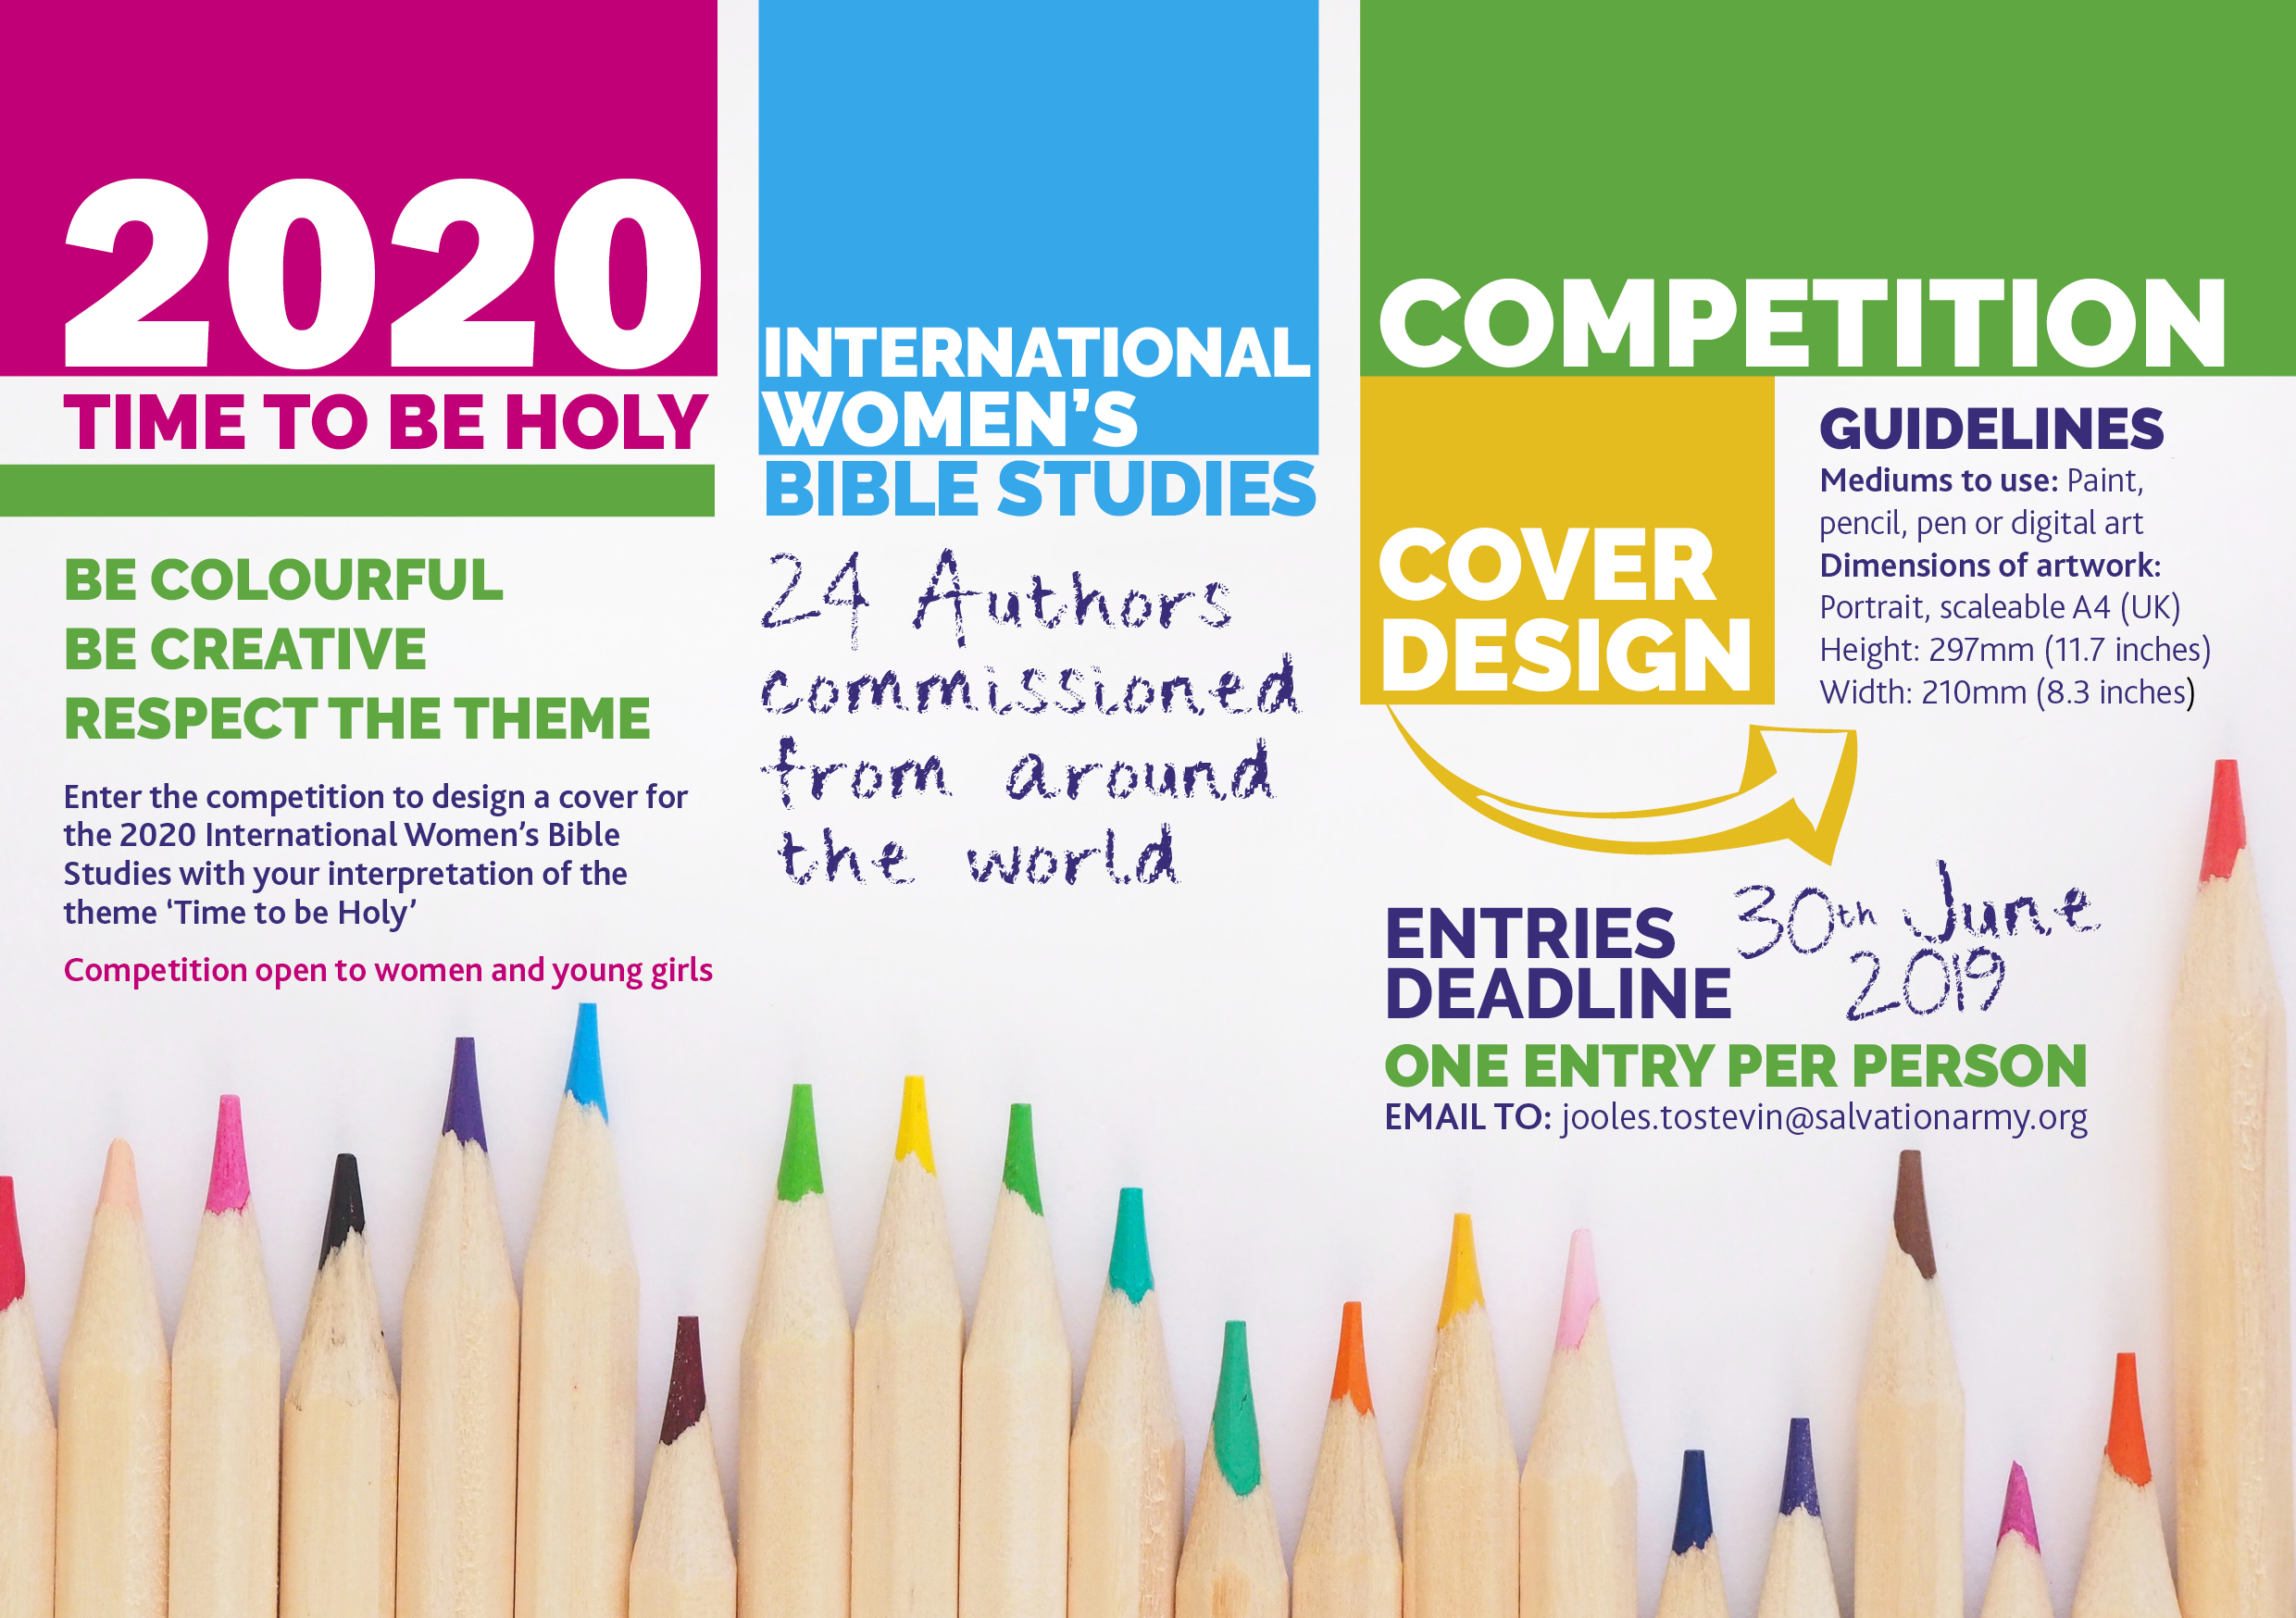 2020
TIME TO BE HOLY
BE COLOURFUL
BE CREATIVE
RESPECT THE THEME
Enter the competition to design a cover for
the 2020 International Women's Bible
Studies with your interpretation of the
theme ‘Time to be Holy’
Competition open to women and young girls
INTERNATIONAL
WOMEN'S
BIBLE STUDIES
24 Authors
commissioned
from around
the world
COMPETITION
COVER
DESIGN
GUIDELINES
Mediums to use: Paint,
pencil, pen or digital art
Dimensions of artwork:
Portrait, scaleable A4 (UK)
Height: 297mm (11.7 inches)
Width: 210mm (8.3 inches)
ENTRIES
DEADLINE
30th June
2019
ONE ENTRY PER PERSON
EMAIL TO: jooles.tostevin@salvationarmy.org